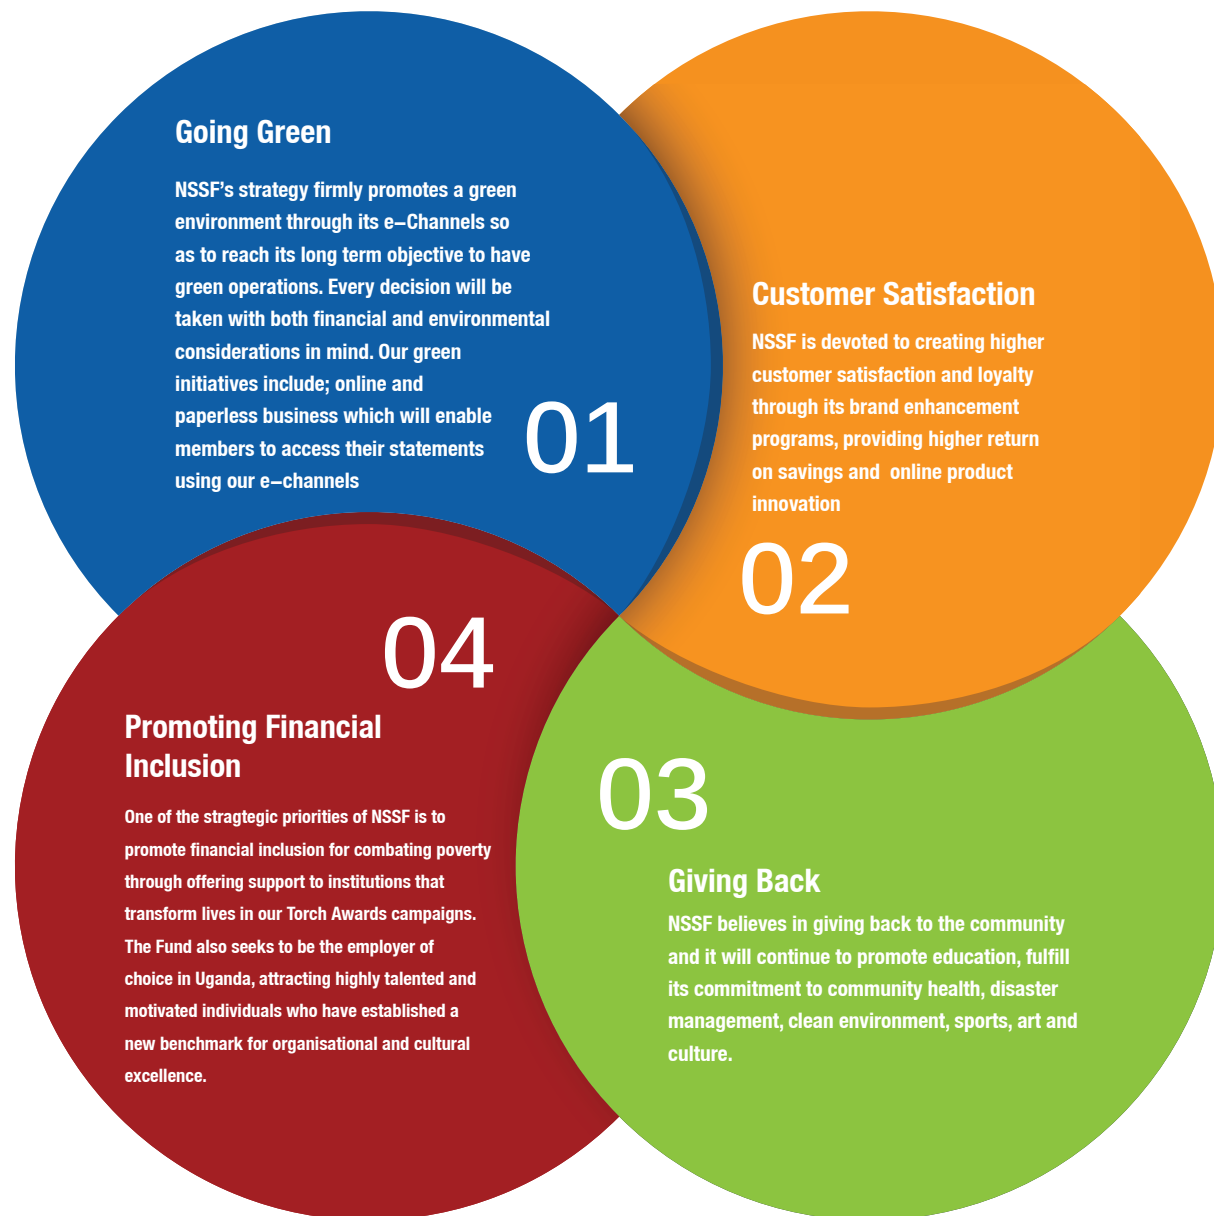 Going Green
NSSF’s strategy firmly promotes a green
environment through its e–Channels so
as to reach its long term objective to have
green operations. Every decision will be
taken with both financial and environmental
considerations in mind. Our green
initiatives include; online and
paperless business which will enable
members to access their statements
using our e–channels
01
Customer Satisfaction
NSSF is devoted to creating higher
customer satisfaction and loyalty
through its brand enhancement
programs, providing higher return
on savings and  online product
innovation
02
03
Giving Back
NSSF believes in giving back to the community
and it will continue to promote education, fulfill
its commitment to community health, disaster
management, clean environment, sports, art and
culture.
04
Promoting Financial
Inclusion
One of the stragtegic priorities of NSSF is to
promote financial inclusion for combating poverty
through offering support to institutions that
transform lives in our Torch Awards campaigns.
The Fund also seeks to be the employer of
choice in Uganda, attracting highly talented and
motivated individuals who have established a
new benchmark for organisational and cultural
excellence.